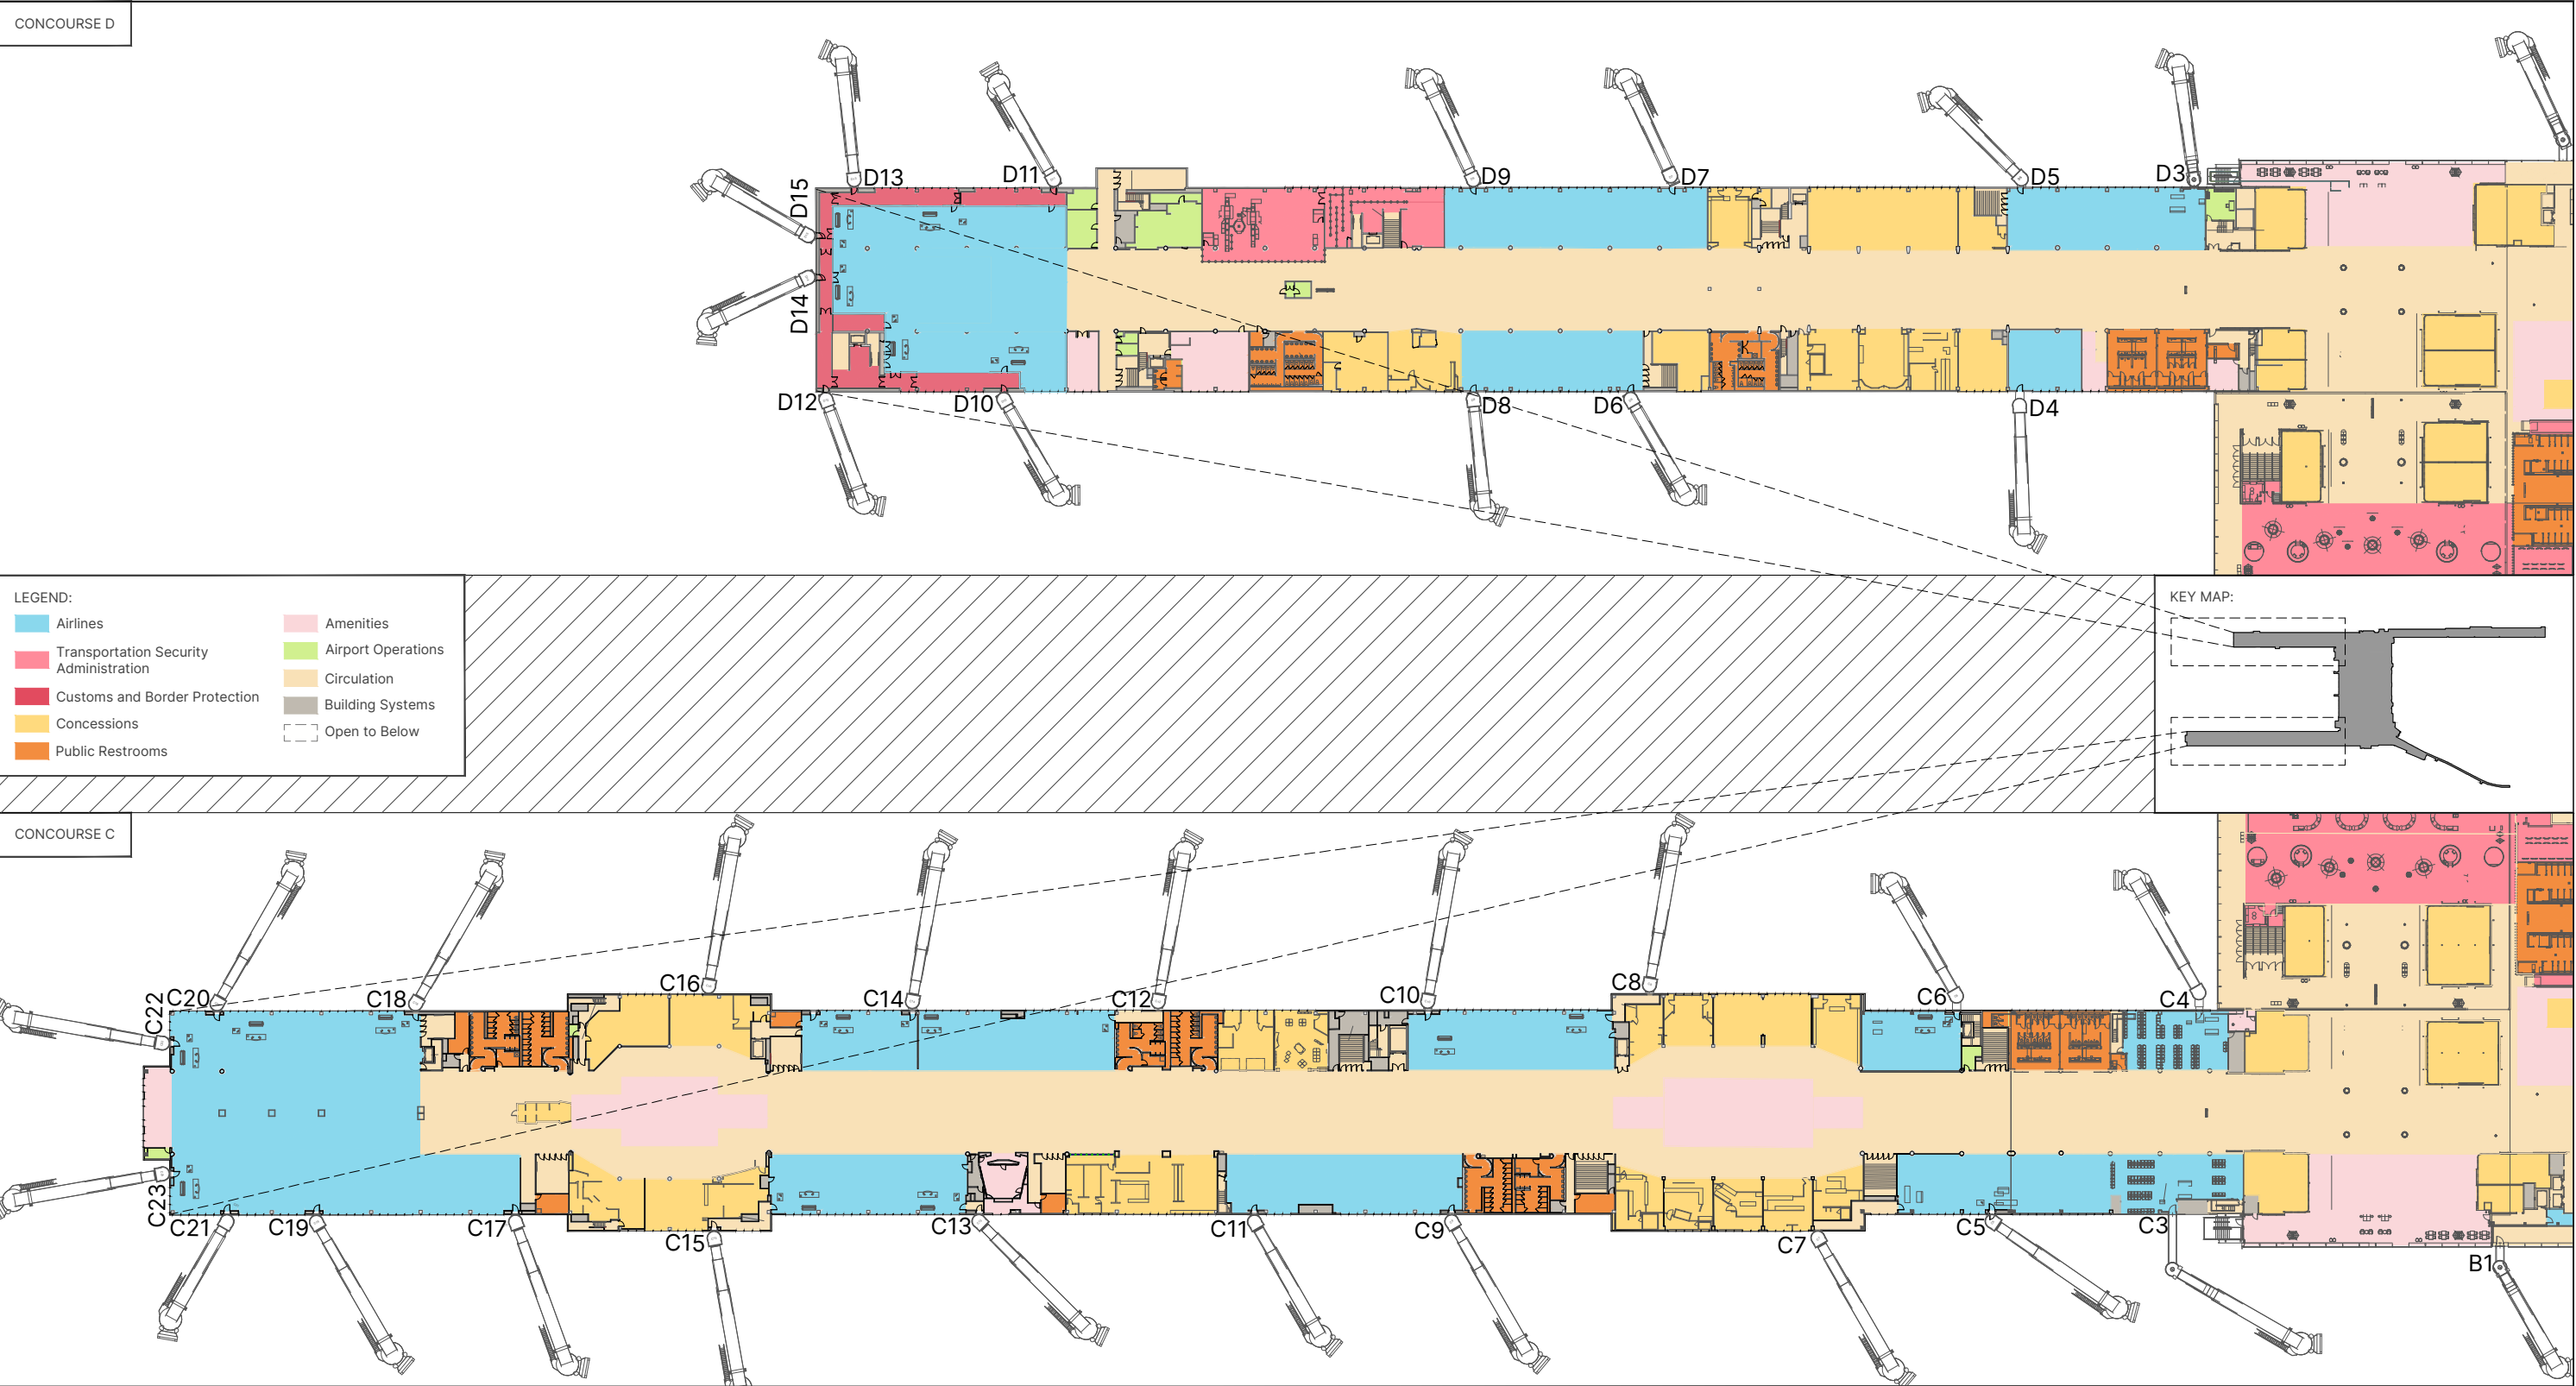 CONCOURSE D
D13
D11
D9
D7
D5
D3
D15
D14
D12
D10
D8
D6
D4
LEGEND:
Airlines
Transportation Security
Administration
Customs and Border Protection
Concessions
Public Restrooms
Amenities
Airport Operations
Circulation
Building Systems
Open to Below
KEY MAP:
CONCOURSE C
C22
C20
C18
C16
C14
C12
C10
C8
C6
C4
C23
C21
C19
C17
C15
C13
C11
C9
C7
C5
C3
B1